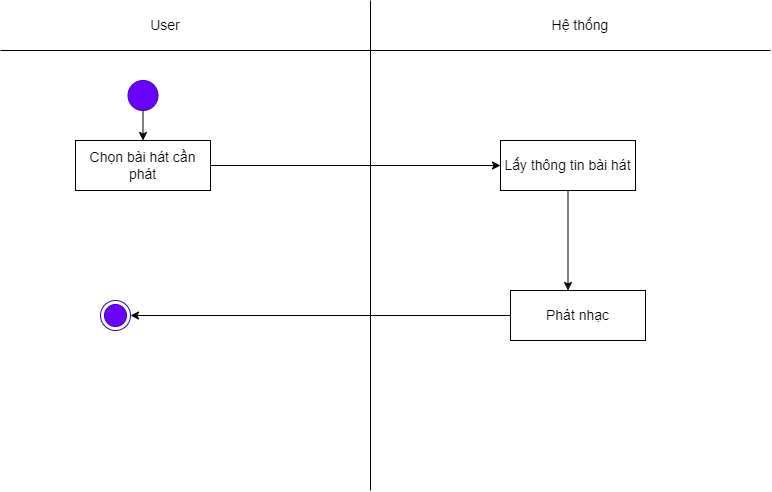 User
Hệ thống
Chọn bài hát cần
phát
Lấy thông tin bài hát
Phát nhạc